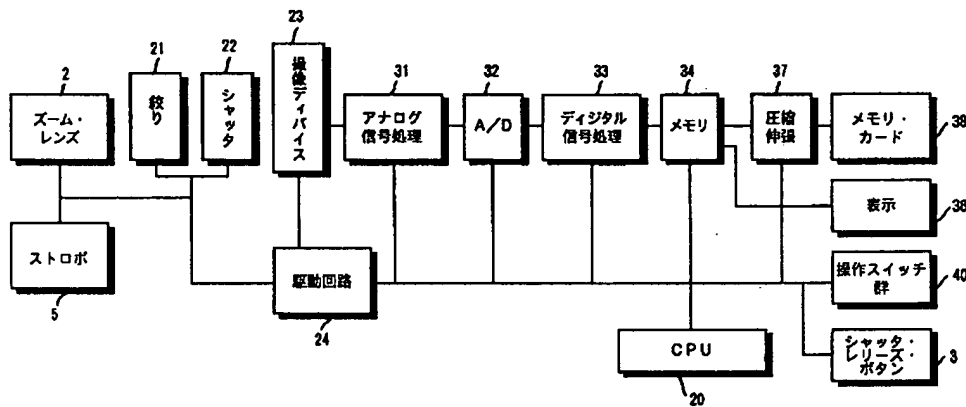 23
21
22
2
31
32
33
34
37
ズーム・
レンズ
絞り
シャッタ
撮像ディバイス
アナログ
信号処理
A/D
ディジタル
信号処理
メモリ
圧縮
伸張
メモリ・
カード
39
表示
38
ストロボ
5
駆動回路
24
操作スイッチ
群
40
CPU
20
シャッタ・
レリーズ・
ボタン
3